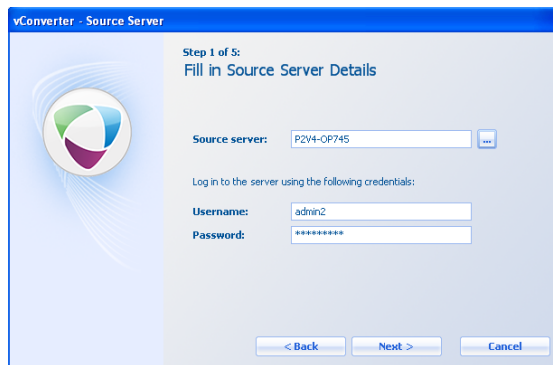 vConverter - Source Server
Step 1 of 5:
Fill in Source Server Details
Source server: P2V4-OP745 ...
Log in to the server using the following credentials:
Username: admin2
Password: *********
< Back Next > Cancel